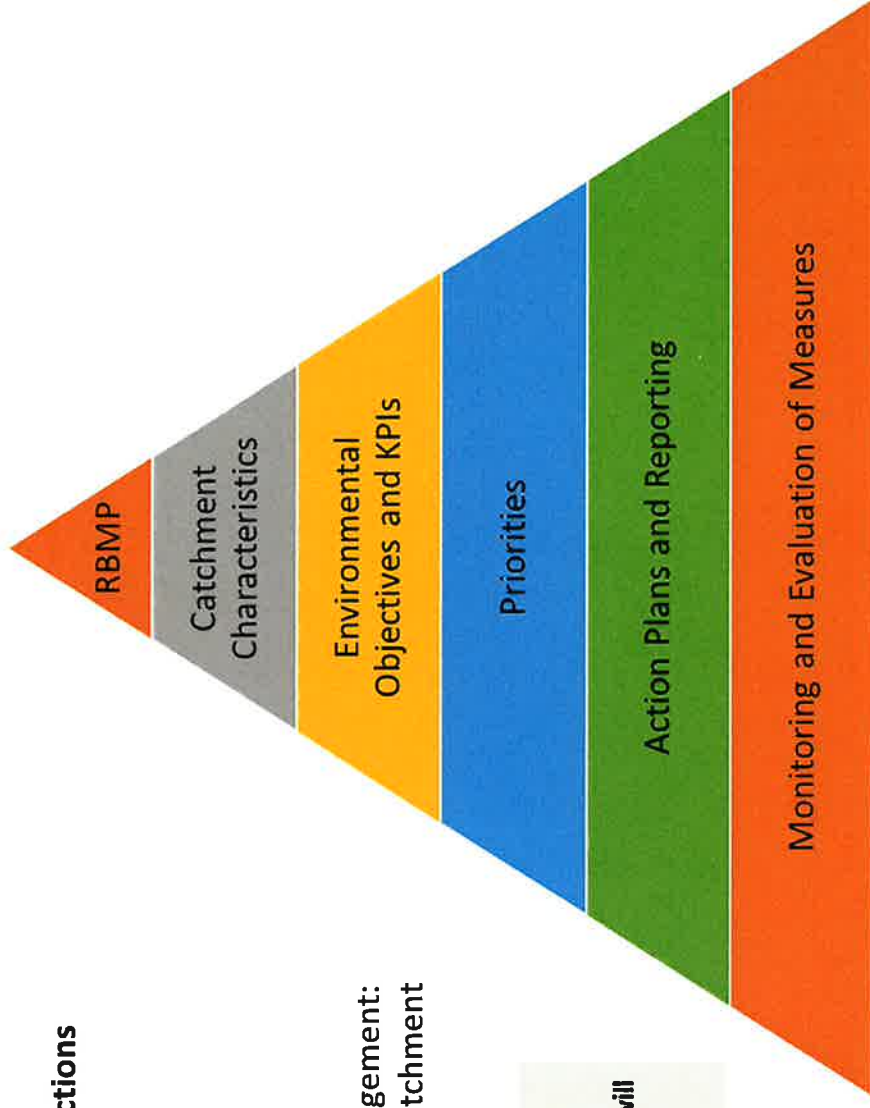 ctions
gement:
tchment
will
RBMP
Catchment
Characteristics
Environmental
Objectives and KPIs
Priorities
Action Plans and Reporting
Monitoring and Evaluation of Measures